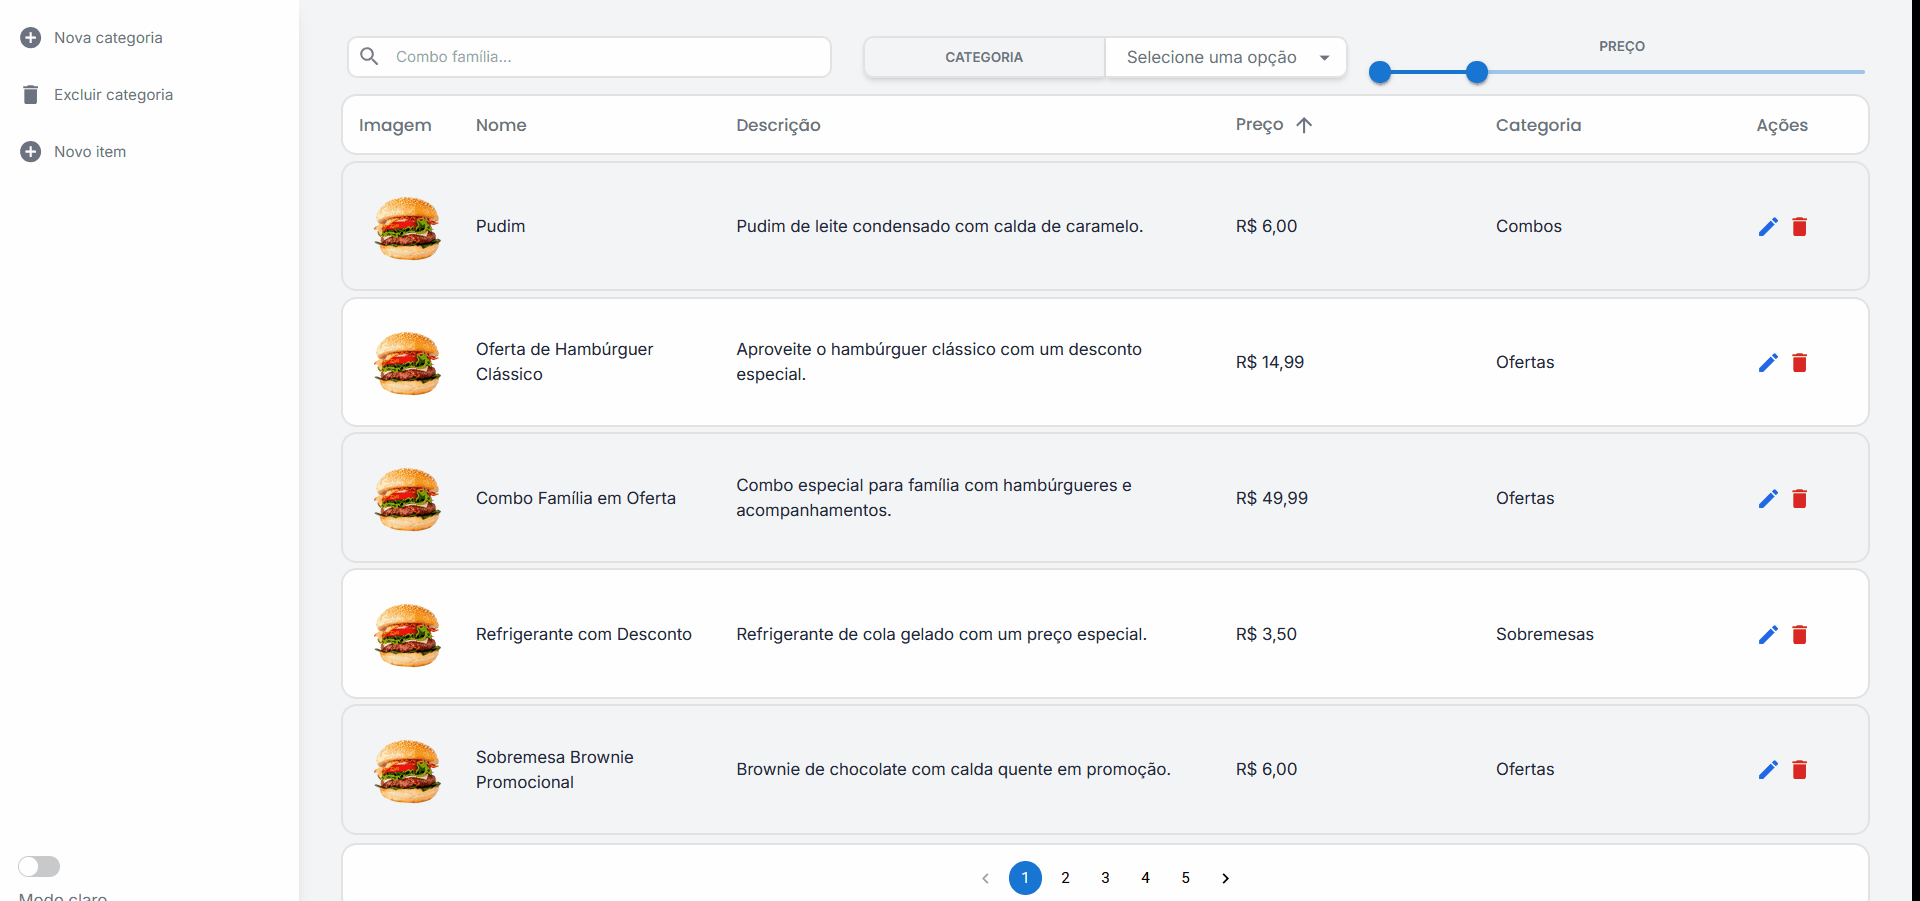 Nova categoria
Excluir categoria
Novo item
Combo família...
CATEGORIA
Selecione uma opção
PREÇO
Imagem Nome Descrição Preço Categoria Ações
Pudim Pudim de leite condensado com calda de caramelo. R$ 6,00 Combos
Oferta de Hambúrguer
Clássico
Aproveite o hambúrguer clássico com um desconto
especial.
R$ 14,99 Ofertas
Combo Família em Oferta
Combo especial para família com hambúrgueres e
acompanhamentos.
R$ 49,99 Ofertas
Refrigerante com Desconto Refrigerante de cola gelado com um preço especial. R$ 3,50 Sobremesas
Sobremesa Brownie
Promocional
Brownie de chocolate com calda quente em promoção. R$ 6,00 Ofertas
1 2 3 4 5
Modo claro